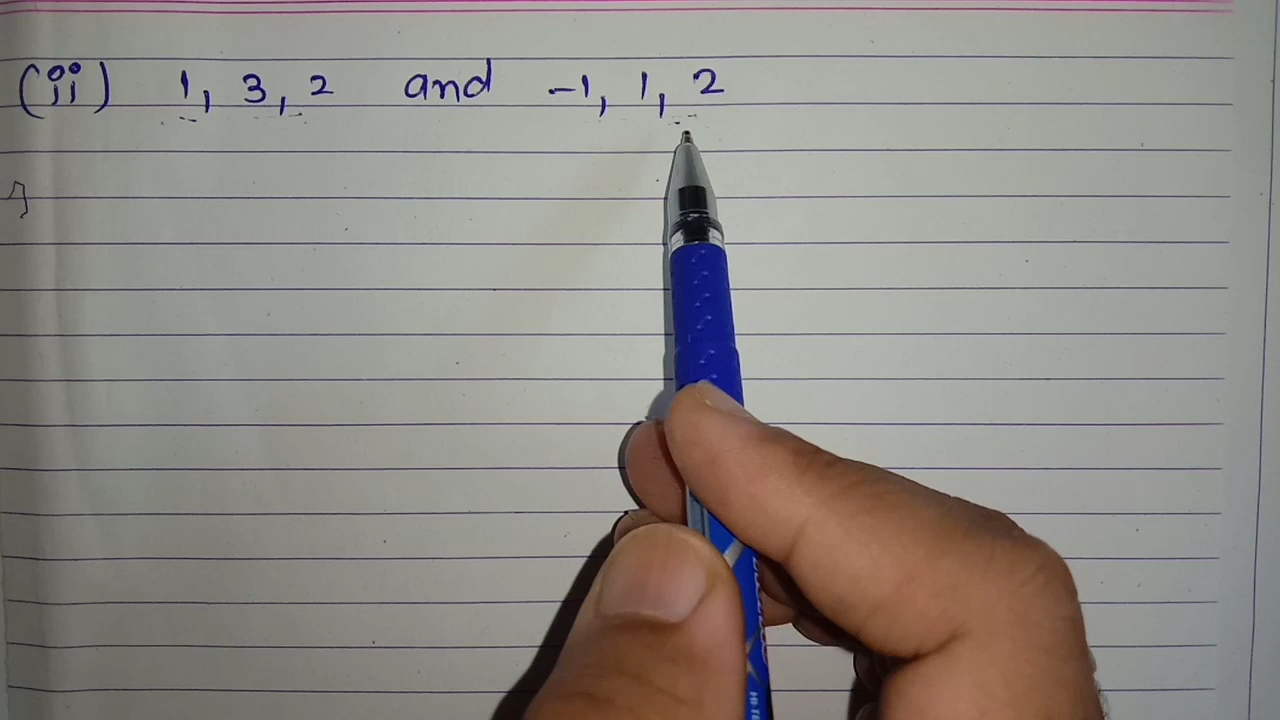 (ii) 1, 3, 2 and -1, 1, 2